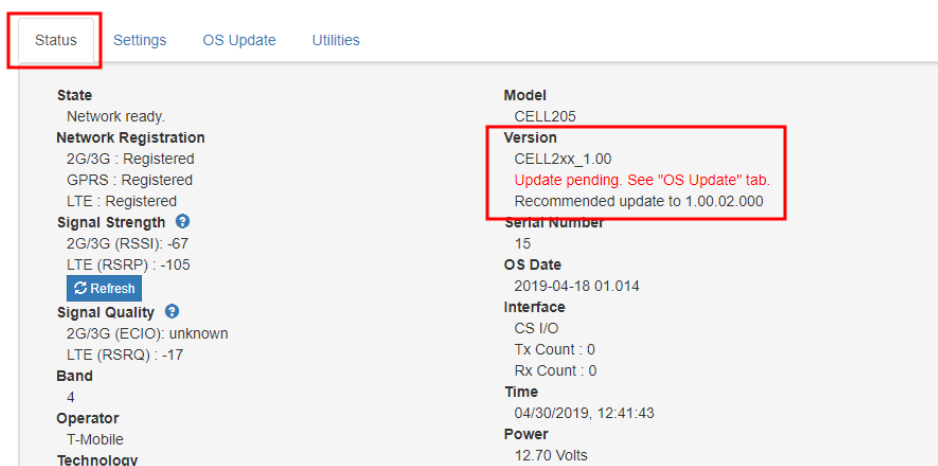 Status Settings OS Update Utilities
State
Network ready.
Network Registration
2G/3G : Registered
GPRS : Registered
LTE : Registered
Signal Strength
2G/3G (RSSI): -67
LTE (RSRP) : -105
Refresh
Signal Quality
2G/3G (ECIO): unknown
LTE (RSRQ) : -17
Band
4
Operator
T-Mobile
Technology
Model
CELL205
Version
CELL2xx_1.00
Update pending. See "OS Update" tab.
Recommended update to 1.00.02.000
Serial Number
15
OS Date
2019-04-18 01.014
Interface
CS I/O
Tx Count : 0
Rx Count : 0
Time
04/30/2019, 12:41:43
Power
12.70 Volts